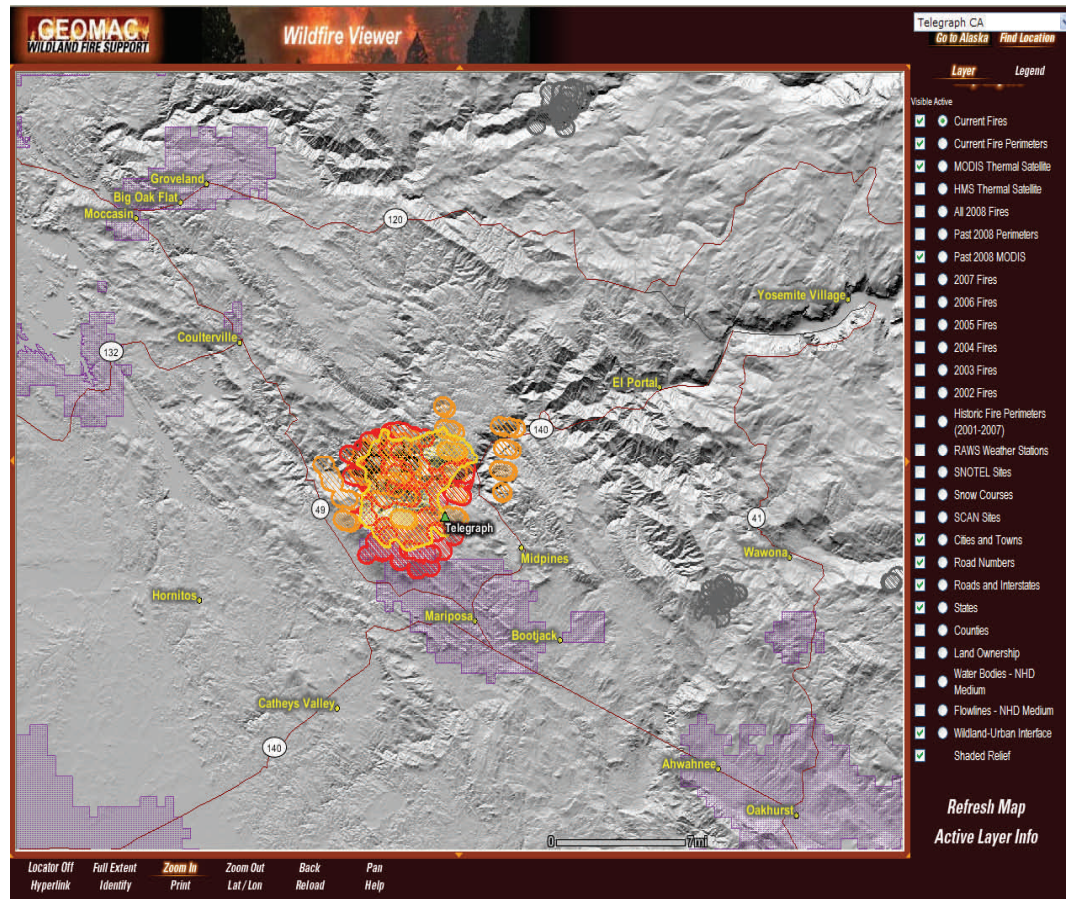 GEOMAC
WILDLAND FIRE SUPPORT
Wildfire Viewer
Telegraph CA
Go to Alaska Find Location
Layer Legend
Visible Active
Current Fires
Current Fire Perimeters
MODIS Thermal Satellite
HMS Thermal Satellite
All 2008 Fires
Past 2008 Perimeters
Past 2008 MODIS
2007 Fires
2006 Fires
2005 Fires
2004 Fires
2003 Fires
2002 Fires
Historic Fire Perimeters
(2001-2007)
RAWS Weather Stations
SNOTEL Sites
Snow Courses
SCAN Sites
Cities and Towns
Road Numbers
Roads and Interstates
States
Counties
Land Ownership
Water Bodies - NHD
Medium
Flowlines - NHD Medium
Wildland-Urban Interface
Shaded Relief
Refresh Map
Active Layer Info
Groveland
Big Oak Flat
Moccasin
120
Yosemite Village
Coulterville
132
El Portal
140
49
Telegraph
41
Midpines
Wawona
Hornitos
Mariposa
Bootjack
Catheys Valley
140
Ahwahnee
Oakhurst
0 7mi
Locator Off Full Extent Zoom In Zoom Out Back Pan
Hyperlink Identify Print Lat / Lon Reload Help